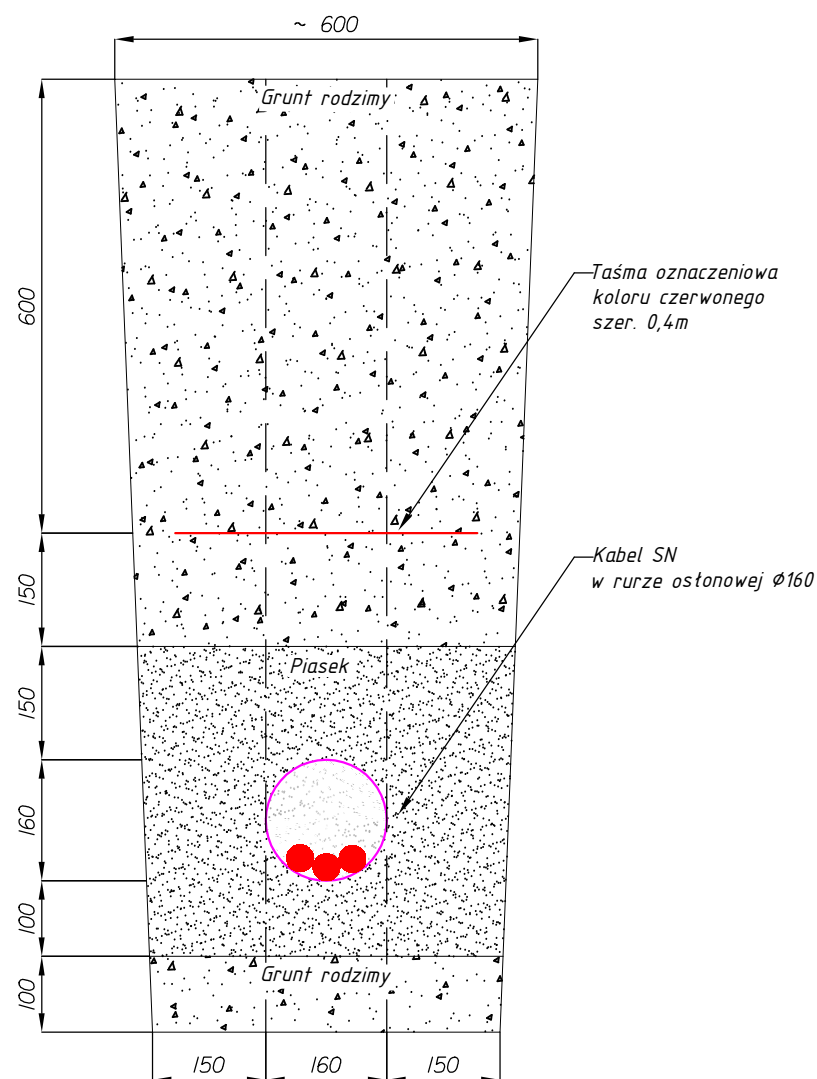 ~ 600
Grunt rodzimy
600
Taśma oznaczeniowa
koloru czerwonego
szer. 0,4m
150
Kabel SN
w rurze osłonowej Ø160
150
Piasek
160
100
Grunt rodzimy
100
150 160 150